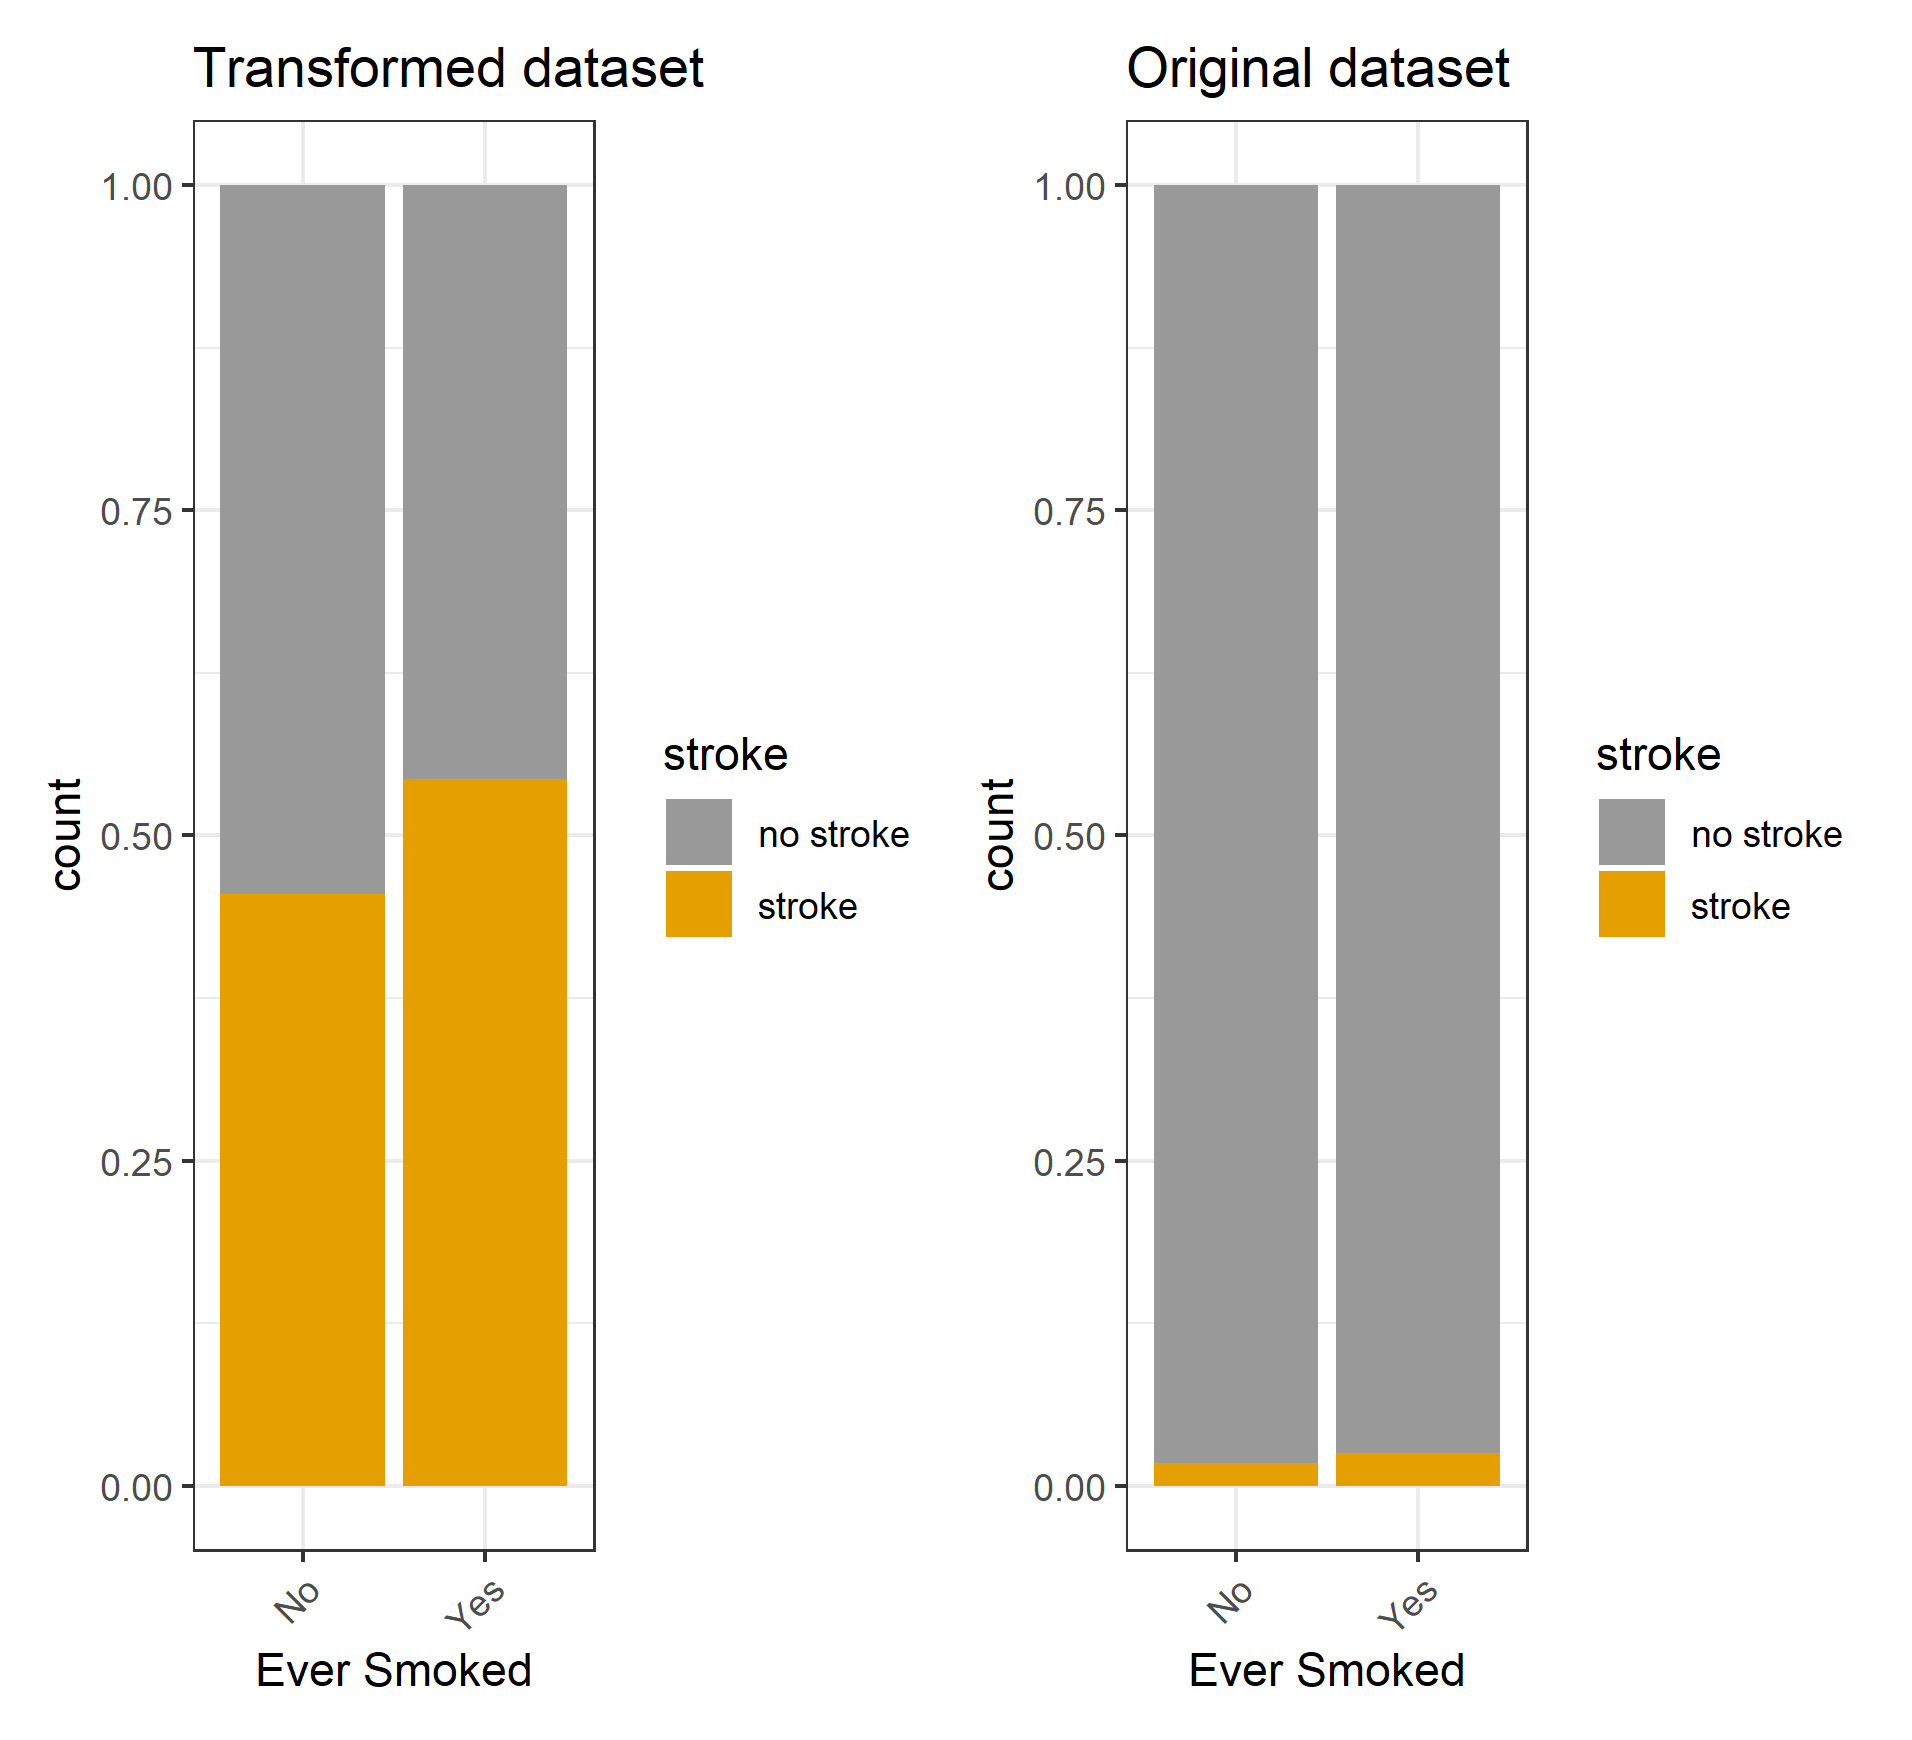 Transformed dataset
1.00
0.75
0.50
0.25
0.00
count
No
Yes
Ever Smoked
stroke
no stroke
stroke
Original dataset
1.00
0.75
0.50
0.25
0.00
count
No
Yes
Ever Smoked
stroke
no stroke
stroke